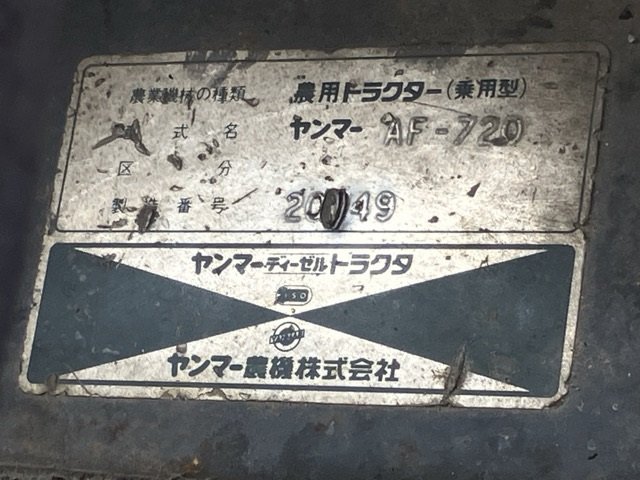 農業機材の種類 農用トラクター(乗用型)
式名 ヤンマー AF-720
区分
製造番号
ヤンマーディーゼルトラクタ
ヤンマー農機株式会社